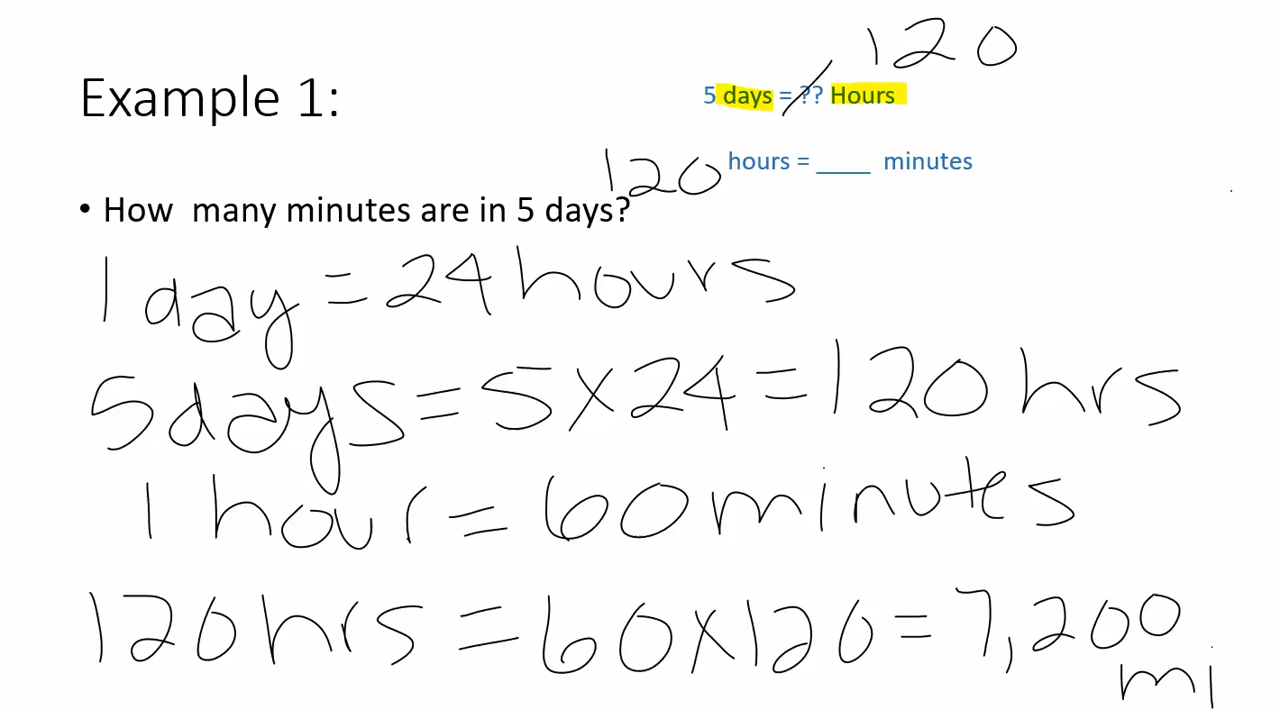 120
Example 1:
5 days = ?? Hours
120 hours = ____ minutes
• How many minutes are in 5 days?
1 day = 24 hours
5 days = 5 x 24 = 120 hrs
1 hour = 60 minutes
120 hrs = 60 x 120 = 7,200
mi